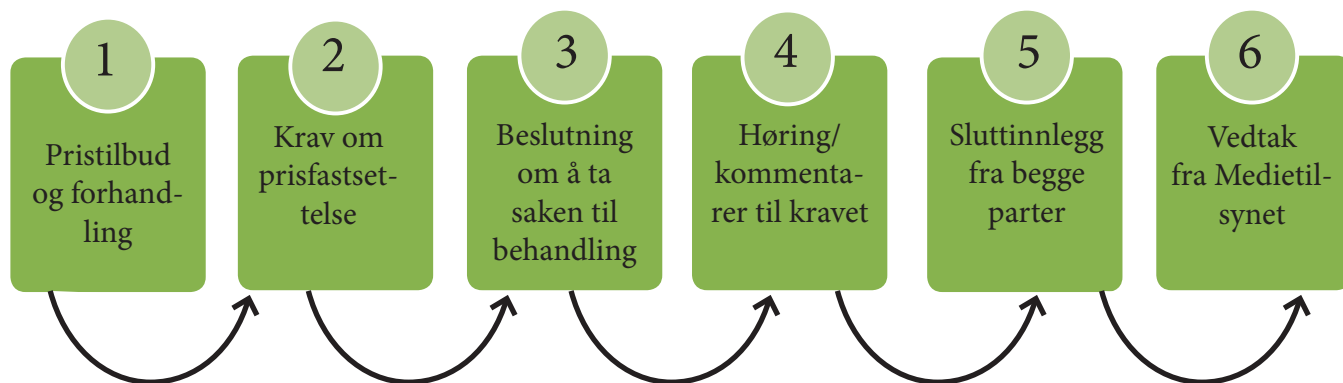 1
Pristilbud
og forhand-
ling
2
Krav om
prisfastset-
telse
3
Beslutning
om å ta
saken til
behandling
4
Høring/
kommenta-
rer til kravet
5
Sluttinnlegg
fra begge
parter
6
Vedtak
fra Medietil-
synet